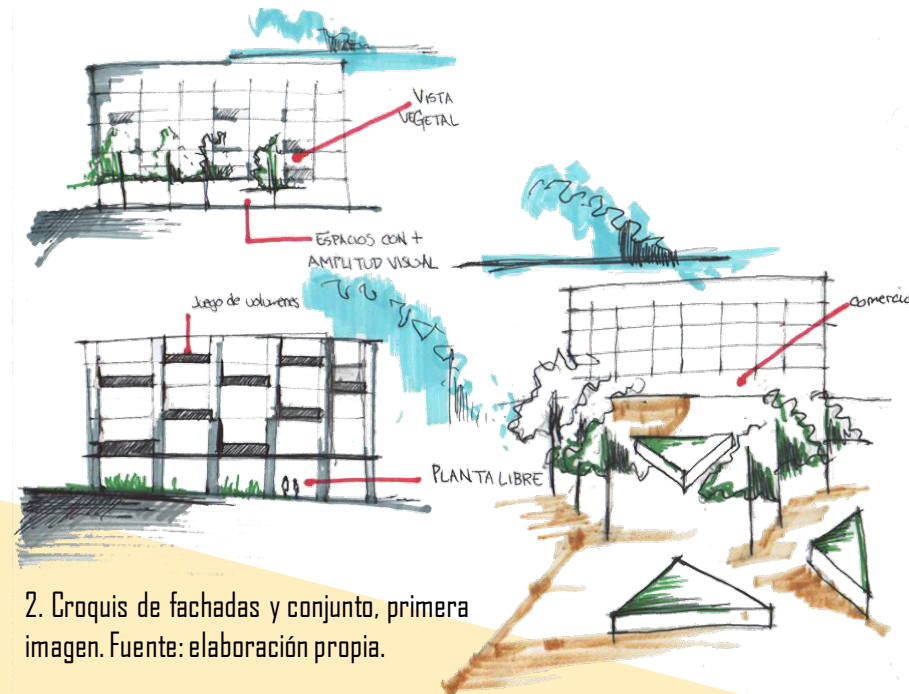 VISTA
VEGETAL
ESPACIOS CON +
AMPLITUD VISUAL
Juego de volumenes
comercio
PLANTA LIBRE
2. Croquis de fachadas y conjunto, primera
imagen. Fuente: elaboración propia.